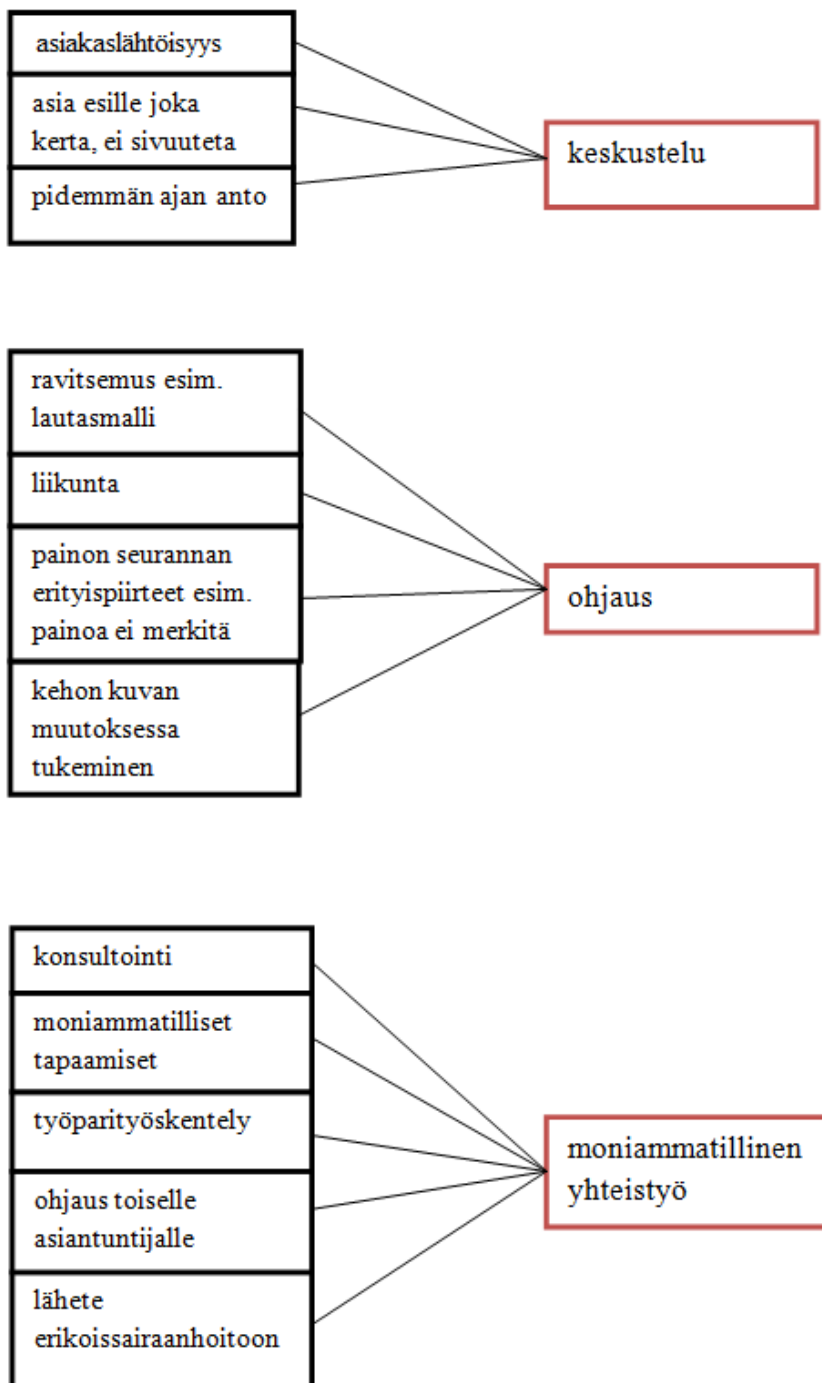 asiakaslähtöisyys
asia esille joka
kerta, ei sivuuteta
pidemmän ajan anto
keskustelu
ravitsemus esim.
lautasmalli
liikunta
painon seurannan
erityispiirteet esim.
painoa ei merkitä
kehon kuvan
muutoksessa
tukeminen
ohjaus
konsultointi
moniammatilliset
tapaamiset
työparityöskentely
ohjaus toiselle
asiantuntijalle
lähete
erikoissairaanhoitoon
moniammatillinen
yhteistyö